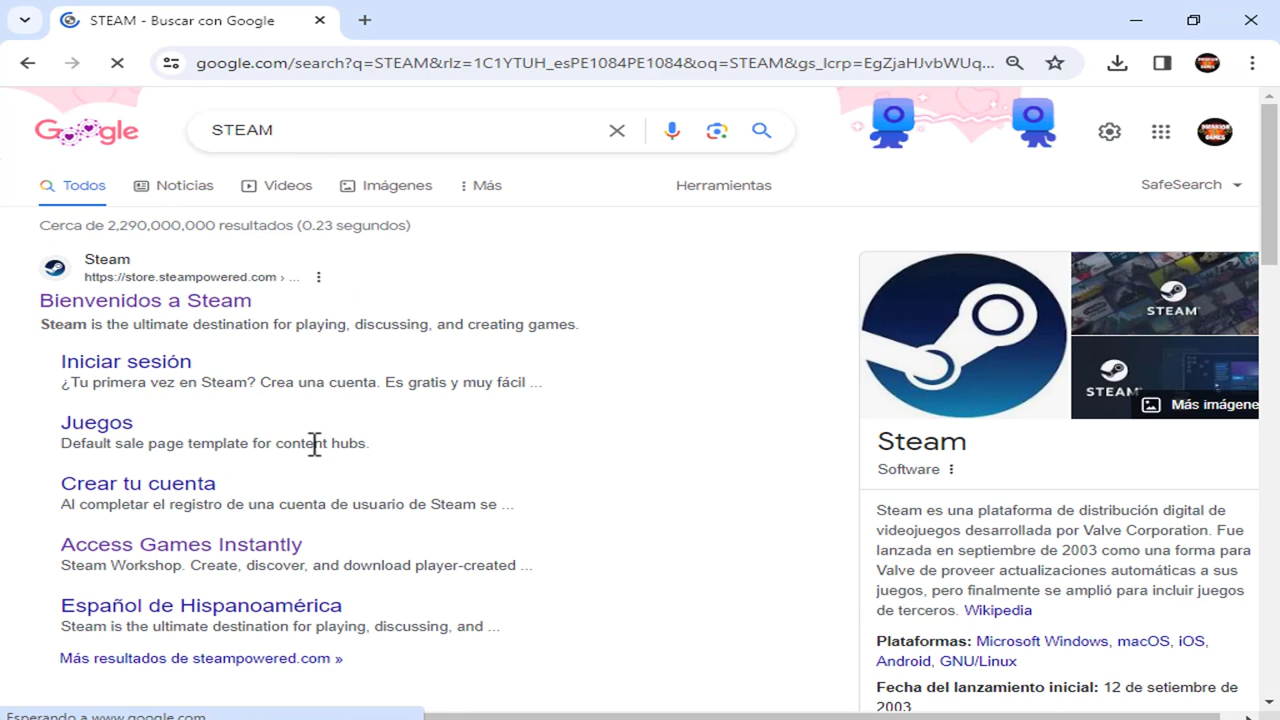 STEAM - Buscar con Google
google.com/search?q=STEAM&rlz=1C1YTUH_esPE1084PE1084&oq=STEAM&gs_lcrp=EgZjaHJvbWUq...
Google
STEAM
Todos
Noticias
Videos
Imágenes
Más
Herramientas
SafeSearch
Cerca de 2,290,000,000 resultados (0.23 segundos)
Steam
https://store.steampowered.com › ...
Bienvenidos a Steam
Steam is the ultimate destination for playing, discussing, and creating games.
Iniciar sesión
¿Tu primera vez en Steam? Crea una cuenta. Es gratis y muy fácil ...
Juegos
Default sale page template for content hubs.
Crear tu cuenta
Al completar el registro de una cuenta de usuario de Steam se ...
Access Games Instantly
Steam Workshop. Create, discover, and download player-created ...
Español de Hispanoamérica
Steam is the ultimate destination for playing, discussing, and ...
Más resultados de steampowered.com »
STEAM
STEAM
Más imágene
Steam
Software
Steam es una plataforma de distribución digital de
videojuegos desarrollada por Valve Corporation. Fue
lanzada en septiembre de 2003 como una forma para
Valve de proveer actualizaciones automáticas a sus
juegos, pero finalmente se amplió para incluir juegos
de terceros. Wikipedia
Plataformas: Microsoft Windows, macOS, iOS,
Android, GNU/Linux
Fecha del lanzamiento inicial: 12 de setiembre de
2003
Esperando a www.google.com